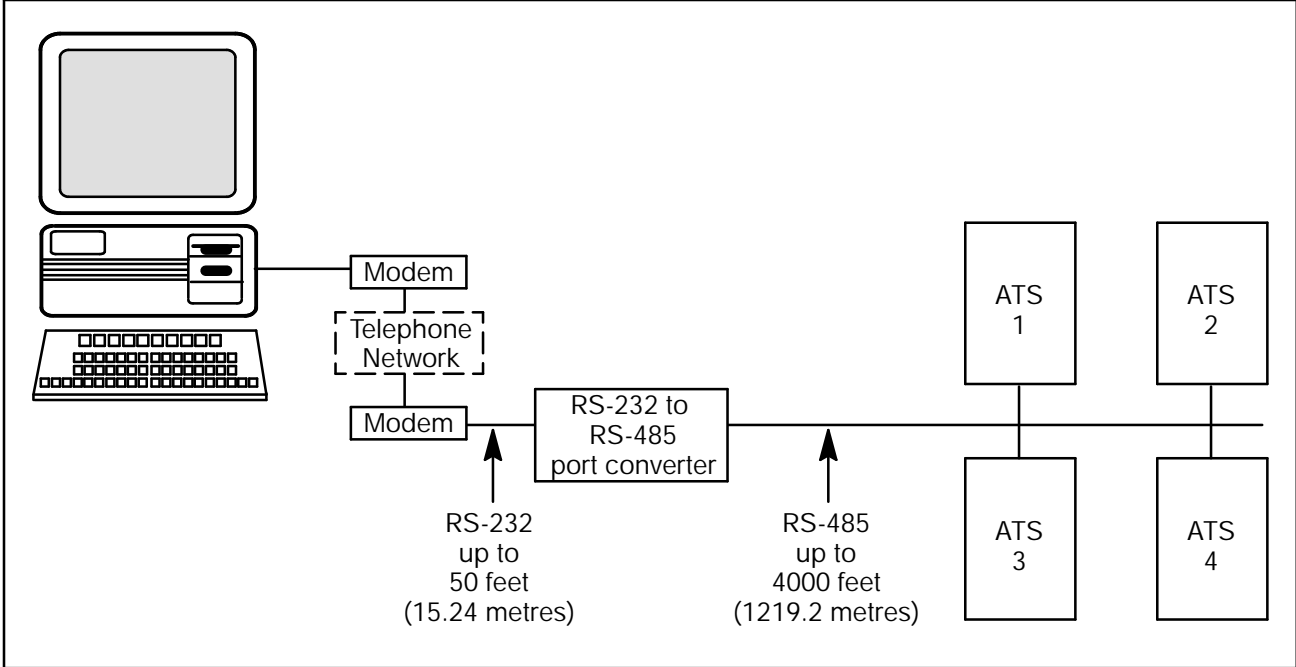 Modem
Telephone
Network
Modem
RS-232 to
RS-485
port converter
RS-232
up to
50 feet
(15.24 metres)
RS-485
up to
4000 feet
(1219.2 metres)
ATS
1
ATS
2
ATS
3
ATS
4